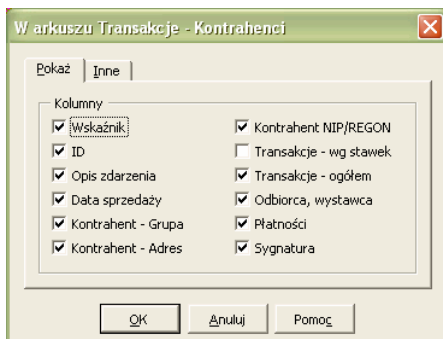 W arkuszu Transakcje - Kontrahenci
Pokaż
Inne
Kolumny
Wskaźnik
ID
Opis zdarzenia
Data sprzedaży
Kontrahent - Grupa
Kontrahent - Adres
Kontrahent NIP/REGON
Transakcje - wg stawek
Transakcje - ogółem
Odbiorca, wystawca
Płatności
Sygnatura
OK
Anuluj
Pomoc